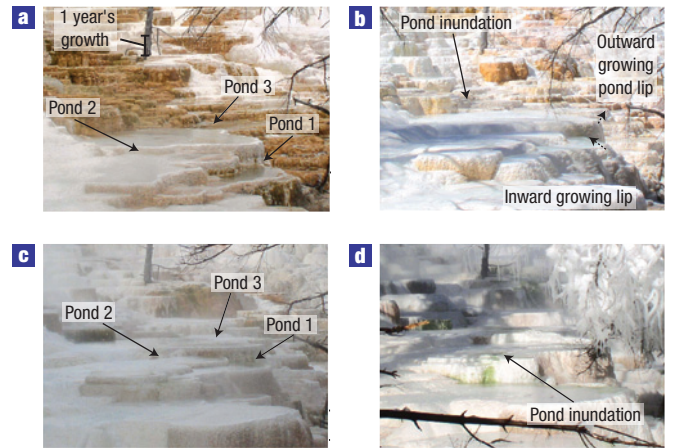 a
1 year's
growth
Pond 3
Pond 2
Pond 1
b
Pond inundation
Outward
growing
pond lip
Inward growing lip
c
Pond 3
Pond 2
Pond 1
d
Pond inundation